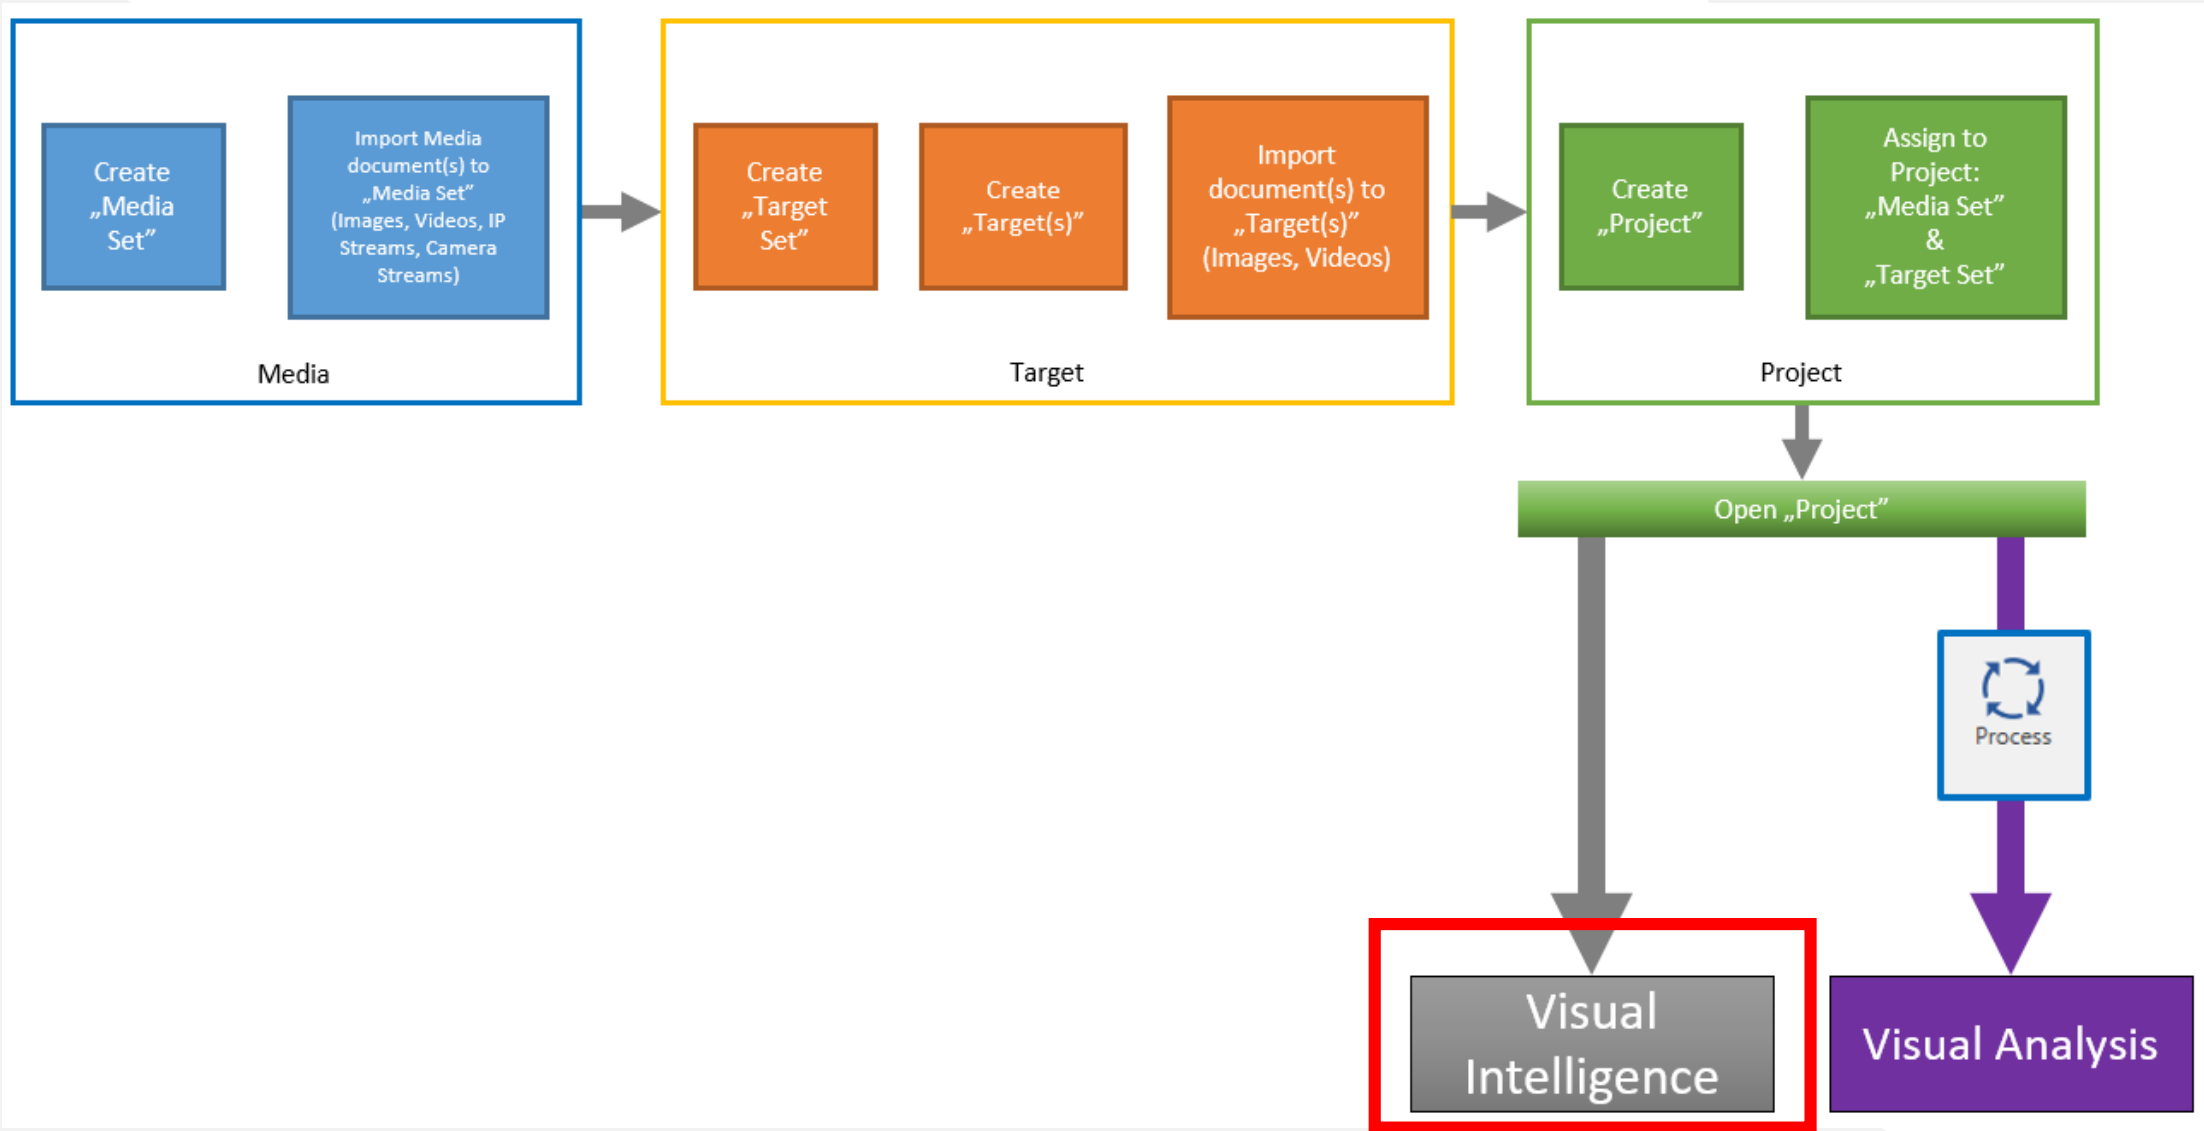 Create
„Media
Set”
Import Media
document(s) to
„Media Set”
(Images, Videos, IP
Streams, Camera
Streams)
Media
Create
„Target
Set”
Create
„Target(s)”
Import
document(s) to
„Target(s)”
(Images, Videos)
Target
Create
„Project”
Assign to
Project:
„Media Set”
&
„Target Set”
Project
Open „Project”
Process
Visual
Intelligence
Visual Analysis